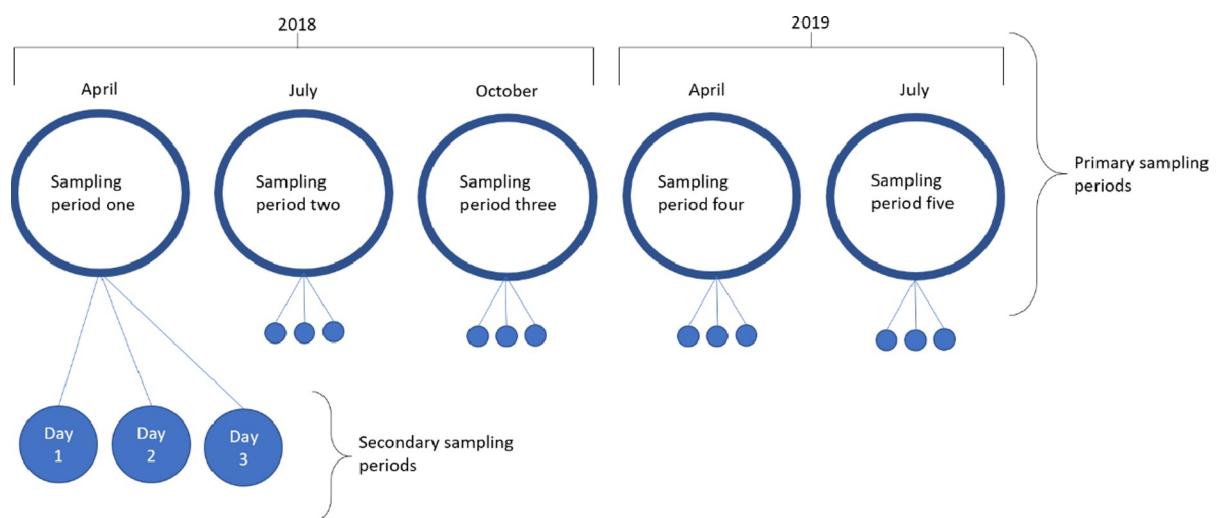 2018
2019
April
July
October
April
July
Sampling
period one
Sampling
period two
Sampling
period three
Sampling
period four
Sampling
period five
Primary sampling
periods
Day
1
Day
2
Day
3
Secondary sampling
periods